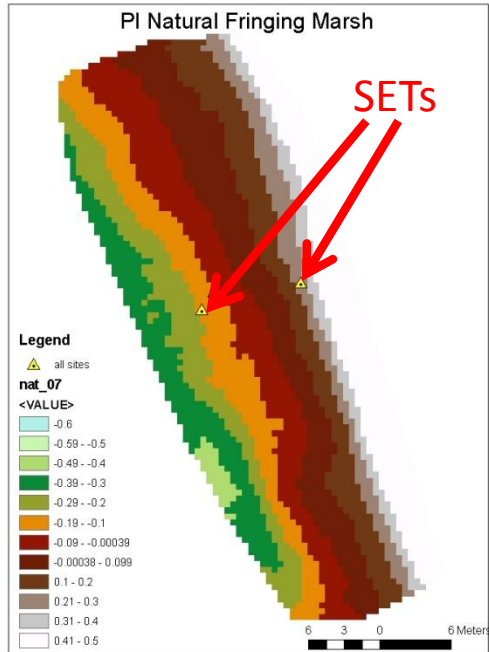 PI Natural Fringing Marsh
SETs
Legend
all sites
nat_07
<VALUE>
-0.6
-0.59 - -0.5
-0.49 - -0.4
-0.39 - -0.3
-0.29 - -0.2
-0.19 - -0.1
-0.09 - -0.00039
-0.00038 - 0.099
0.1 - 0.2
0.21 - 0.3
0.31 - 0.4
0.41 - 0.5
6 3 0 6 Meters